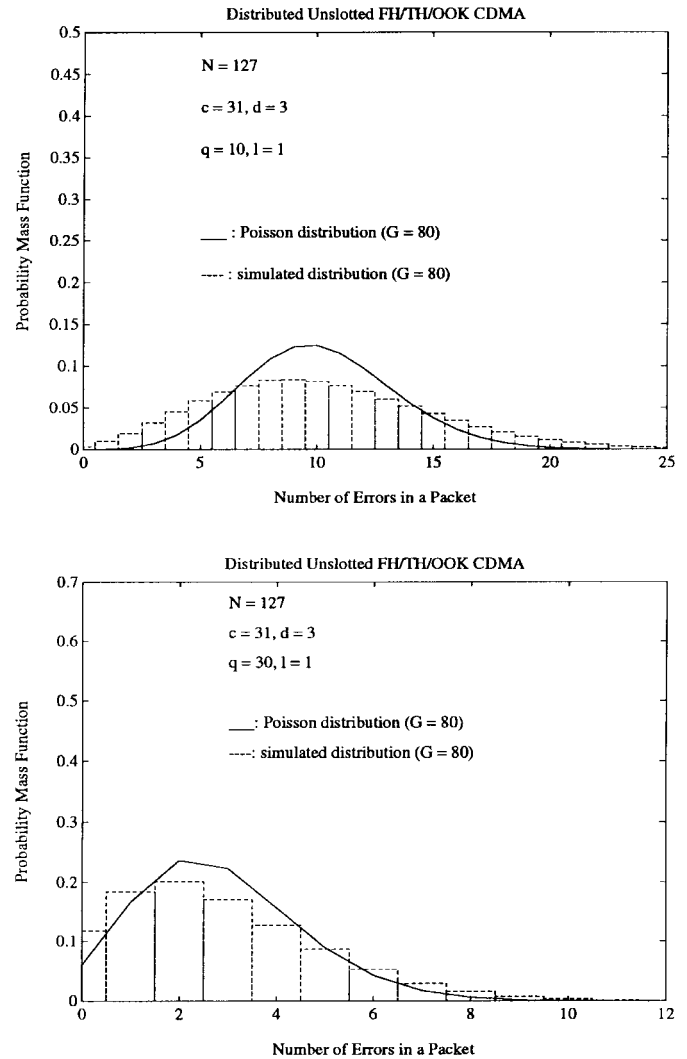 Distributed Unslotted FH/TH/OOK CDMA
0.5
0.45
0.4
0.35
0.3
0.25
0.2
0.15
0.1
0.05
0
Probability Mass Function
N = 127
c = 31, d = 3
q = 10, l = 1
___ : Poisson distribution (G = 80)
---- : simulated distribution (G = 80)
0 5 10 15 20 25
Number of Errors in a Packet
Distributed Unslotted FH/TH/OOK CDMA
0.7
0.6
0.5
0.4
0.3
0.2
0.1
0
Probability Mass Function
N = 127
c = 31, d = 3
q = 30, l = 1
___: Poisson distribution (G = 80)
----: simulated distribution (G = 80)
0 2 4 6 8 10 12
Number of Errors in a Packet